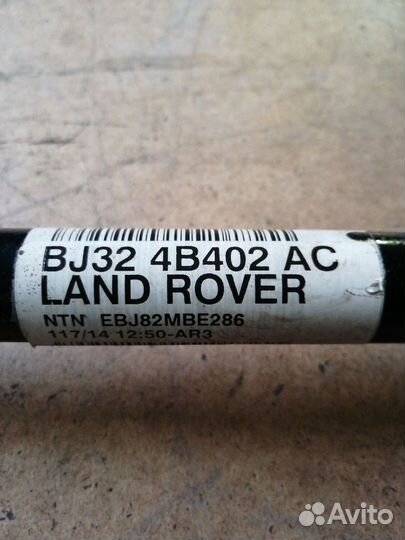 BJ32 4B402 AC
LAND ROVER
NTN EBJ82MBE286
117/14 12:50-AR3
Avito